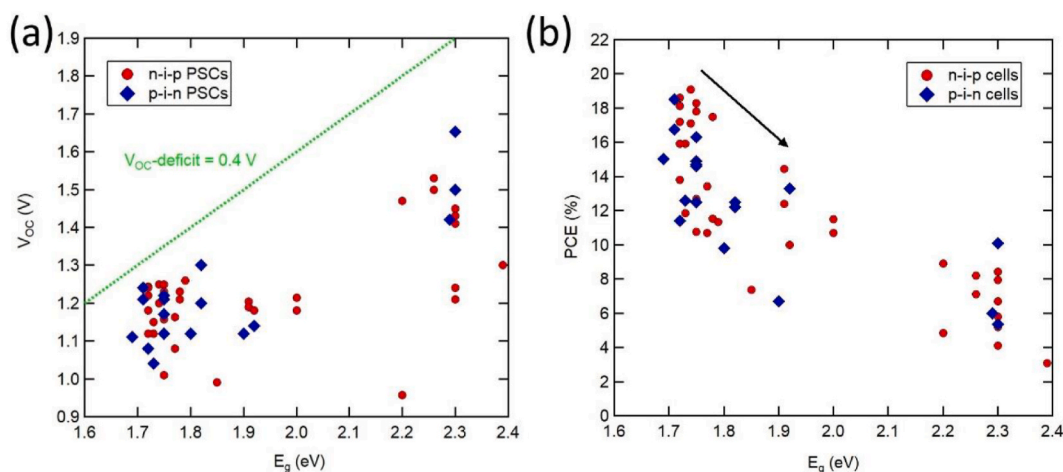 (a)
1.9
1.8
1.7
1.6
1.5
1.4
1.3
1.2
1.1
1.0
0.9
V_OC (V)
n-i-p PSCs
p-i-n PSCs
V_OC-deficit = 0.4 V
1.6 1.7 1.8 1.9 2.0 2.1 2.2 2.3 2.4
E_g (eV)
(b)
22
20
18
16
14
12
10
8
6
4
2
0
PCE (%)
n-i-p cells
p-i-n cells
1.6 1.7 1.8 1.9 2.0 2.1 2.2 2.3 2.4
E_g (eV)